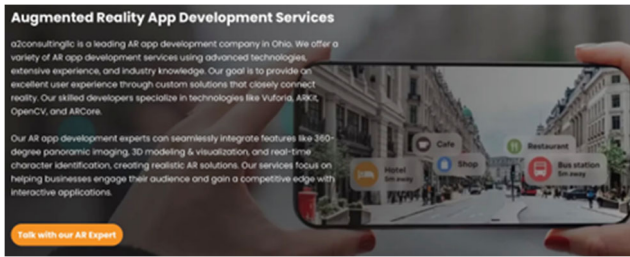 Augmented Reality App Development Services
a2consultingllc is a leading AR app development company in Ohio. We offer a
variety of AR app development services using advanced technologies,
extensive experience, and industry knowledge. Our goal is to provide an
excellent user experience through custom solutions that closely connect
reality. Our skilled developers specialize in technologies like Vuforia, ARKit,
OpenCV, and ARCore.
Our AR app development experts can seamlessly integrate features like 360-
degree panoramic imaging, 3D modeling & visualization, and real-time
character identification, creating realistic AR solutions. Our services focus on
helping businesses engage their audience and gain a competitive edge with
interactive applications.
Talk with our AR Expert
Cafe
Restaurant
Shop
Hotel
5m away
Bus station
5m away